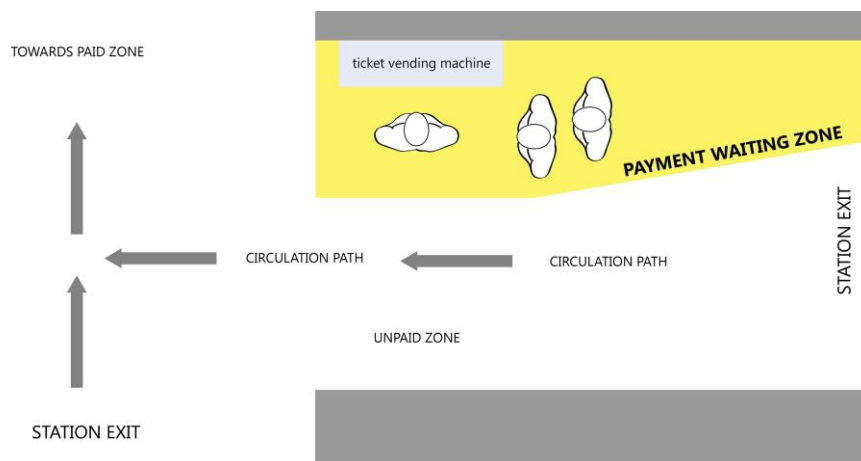 TOWARDS PAID ZONE
ticket vending machine
PAYMENT WAITING ZONE
STATION EXIT
CIRCULATION PATH
CIRCULATION PATH
UNPAID ZONE
STATION EXIT